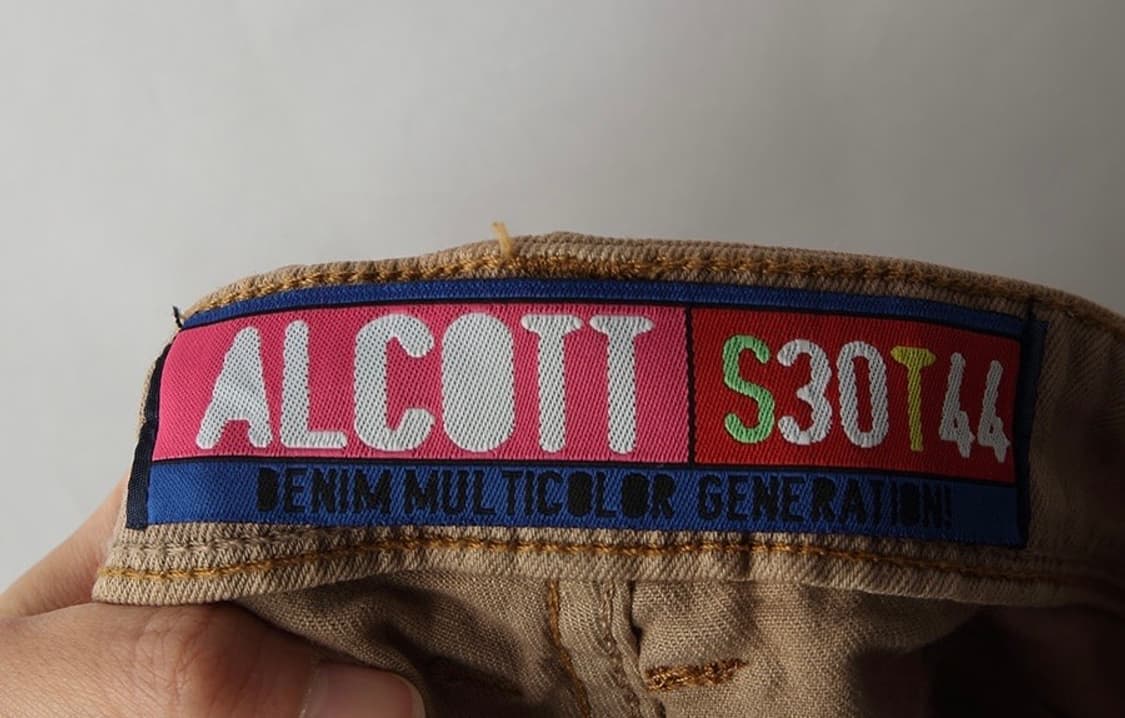 ALCOTT S30T44
DENIM MULTICOLOR GENERATION!